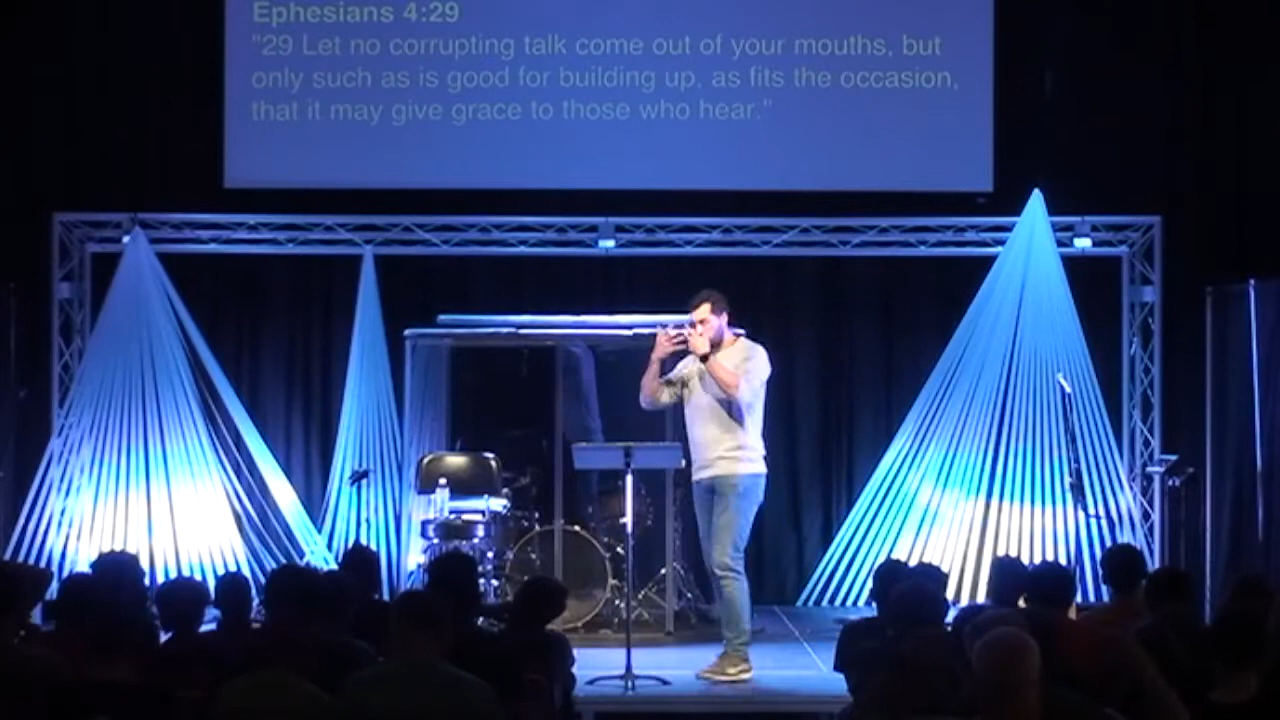 Ephesians 4:29
"29 Let no corrupting talk come out of your mouths, but
only such as is good for building up, as fits the occasion,
that it may give grace to those who hear."